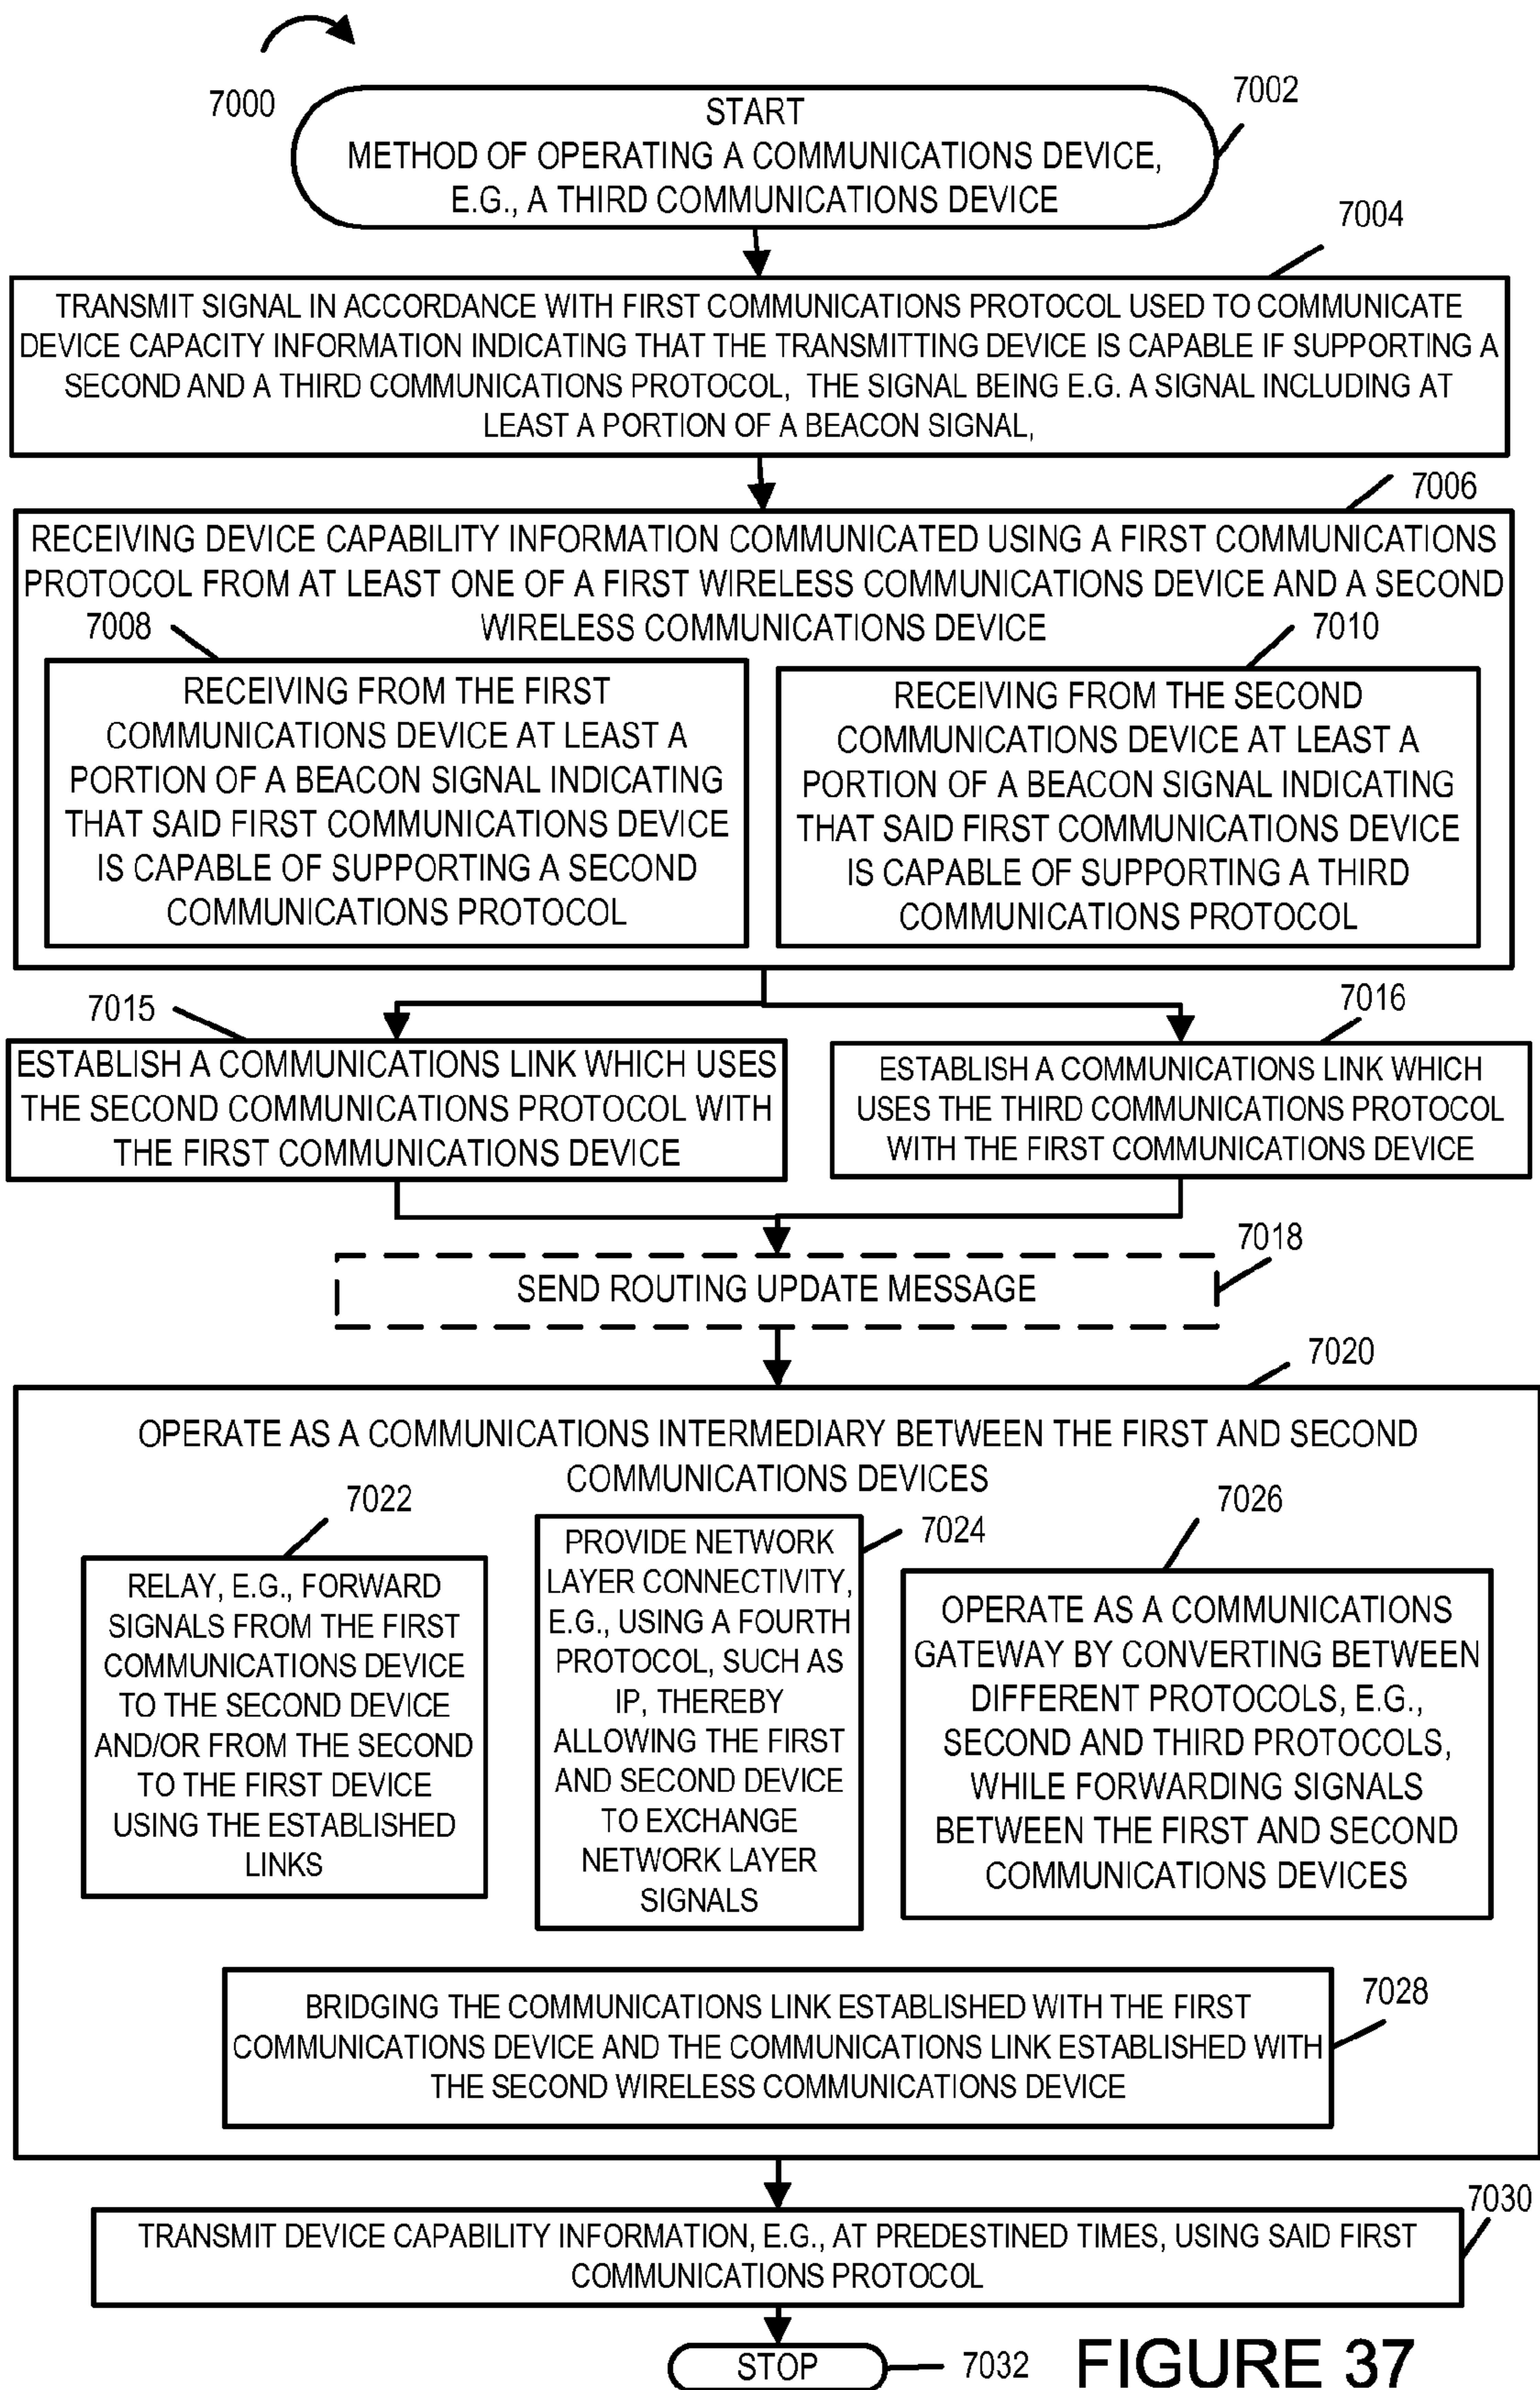 7000
7002
START
METHOD OF OPERATING A COMMUNICATIONS DEVICE,
E.G., A THIRD COMMUNICATIONS DEVICE
7004
TRANSMIT SIGNAL IN ACCORDANCE WITH FIRST COMMUNICATIONS PROTOCOL USED TO COMMUNICATE
DEVICE CAPACITY INFORMATION INDICATING THAT THE TRANSMITTING DEVICE IS CAPABLE IF SUPPORTING A
SECOND AND A THIRD COMMUNICATIONS PROTOCOL, THE SIGNAL BEING E.G. A SIGNAL INCLUDING AT
LEAST A PORTION OF A BEACON SIGNAL,
7006
RECEIVING DEVICE CAPABILITY INFORMATION COMMUNICATED USING A FIRST COMMUNICATIONS
PROTOCOL FROM AT LEAST ONE OF A FIRST WIRELESS COMMUNICATIONS DEVICE AND A SECOND
WIRELESS COMMUNICATIONS DEVICE
7008
RECEIVING FROM THE FIRST
COMMUNICATIONS DEVICE AT LEAST A
PORTION OF A BEACON SIGNAL INDICATING
THAT SAID FIRST COMMUNICATIONS DEVICE
IS CAPABLE OF SUPPORTING A SECOND
COMMUNICATIONS PROTOCOL
7010
RECEIVING FROM THE SECOND
COMMUNICATIONS DEVICE AT LEAST A
PORTION OF A BEACON SIGNAL INDICATING
THAT SAID FIRST COMMUNICATIONS DEVICE
IS CAPABLE OF SUPPORTING A THIRD
COMMUNICATIONS PROTOCOL
7015
ESTABLISH A COMMUNICATIONS LINK WHICH USES
THE SECOND COMMUNICATIONS PROTOCOL WITH
THE FIRST COMMUNICATIONS DEVICE
7016
ESTABLISH A COMMUNICATIONS LINK WHICH
USES THE THIRD COMMUNICATIONS PROTOCOL
WITH THE FIRST COMMUNICATIONS DEVICE
7018
SEND ROUTING UPDATE MESSAGE
7020
OPERATE AS A COMMUNICATIONS INTERMEDIARY BETWEEN THE FIRST AND SECOND
COMMUNICATIONS DEVICES
7022
RELAY, E.G., FORWARD
SIGNALS FROM THE FIRST
COMMUNICATIONS DEVICE
TO THE SECOND DEVICE
AND/OR FROM THE SECOND
TO THE FIRST DEVICE
USING THE ESTABLISHED
LINKS
7024
PROVIDE NETWORK
LAYER CONNECTIVITY,
E.G., USING A FOURTH
PROTOCOL, SUCH AS
IP, THEREBY
ALLOWING THE FIRST
AND SECOND DEVICE
TO EXCHANGE
NETWORK LAYER
SIGNALS
7026
OPERATE AS A COMMUNICATIONS
GATEWAY BY CONVERTING BETWEEN
DIFFERENT PROTOCOLS, E.G.,
SECOND AND THIRD PROTOCOLS,
WHILE FORWARDING SIGNALS
BETWEEN THE FIRST AND SECOND
COMMUNICATIONS DEVICES
7028
BRIDGING THE COMMUNICATIONS LINK ESTABLISHED WITH THE FIRST
COMMUNICATIONS DEVICE AND THE COMMUNICATIONS LINK ESTABLISHED WITH
THE SECOND WIRELESS COMMUNICATIONS DEVICE
7030
TRANSMIT DEVICE CAPABILITY INFORMATION, E.G., AT PREDESTINED TIMES, USING SAID FIRST
COMMUNICATIONS PROTOCOL
STOP
7032
FIGURE 37